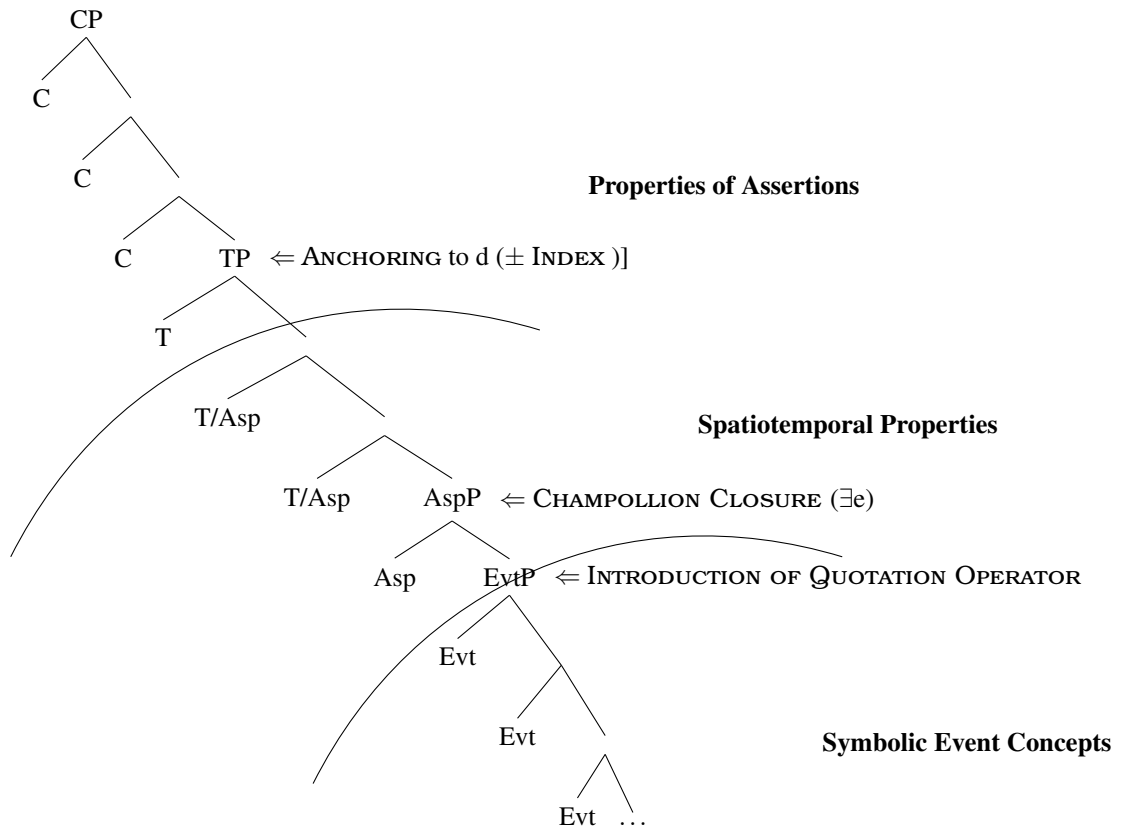 CP
C
C
Properties of Assertions
C TP ⇐ ANCHORING to d (± INDEX )]
T
T/Asp
Spatiotemporal Properties
T/Asp AspP ⇐ CHAMPOLLION CLOSURE (∃e)
Asp EvtP ⇐ INTRODUCTION OF QUOTATION OPERATOR
Evt
Evt
Symbolic Event Concepts
Evt ...